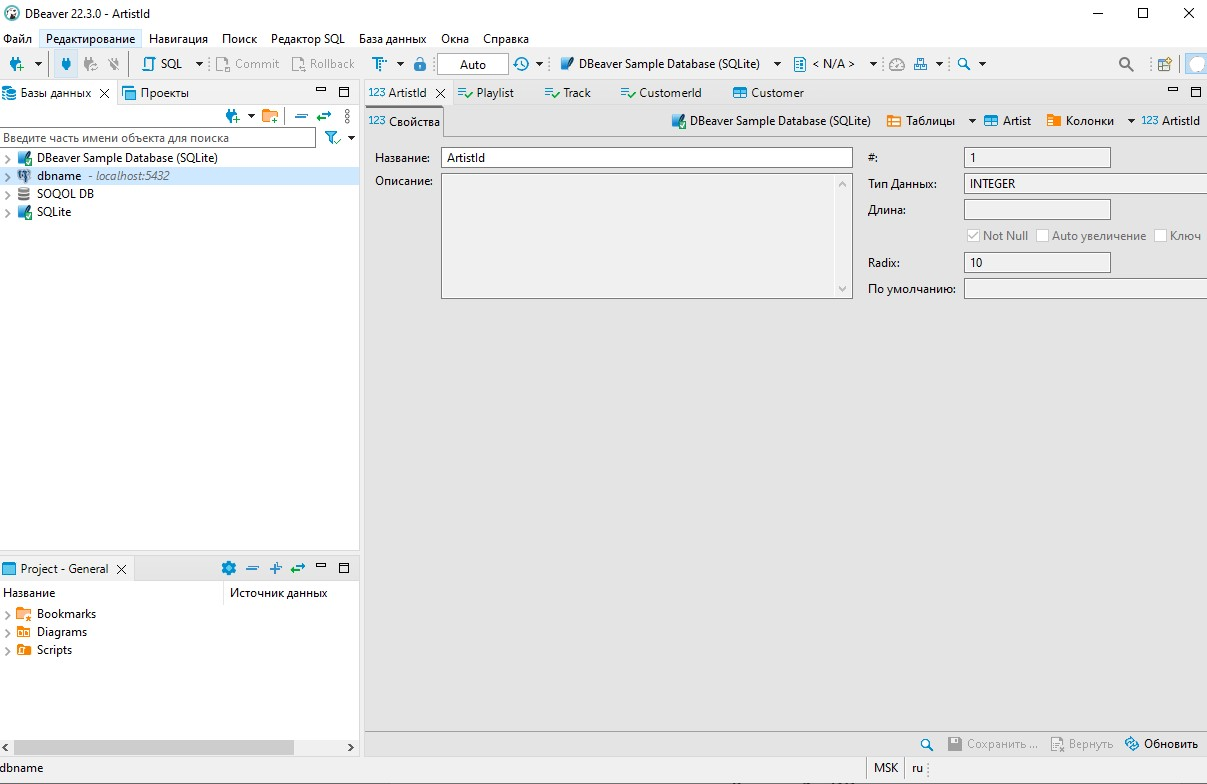 DBeaver 22.3.0 - ArtistId
Файл Редактирование Навигация Поиск Редактор SQL База данных Окна Справка
SQL Commit Rollback Auto DBeaver Sample Database (SQLite) < N/A >
Базы данных Проекты
Введите часть имени объекта для поиска
DBeaver Sample Database (SQLite)
dbname - localhost:5432
SOQOL DB
SQLite
Project - General
Название Источник данных
Bookmarks
Diagrams
Scripts
123 ArtistId Playlist Track CustomerId Customer
123 Свойства DBeaver Sample Database (SQLite) Таблицы Artist Колонки 123 ArtistId
Название: ArtistId
Описание:
#: 1
Тип Данных: INTEGER
Длина:
Not Null Auto увеличение Ключ
Radix: 10
По умолчанию:
Сохранить ... Вернуть Обновить
dbname MSK ru